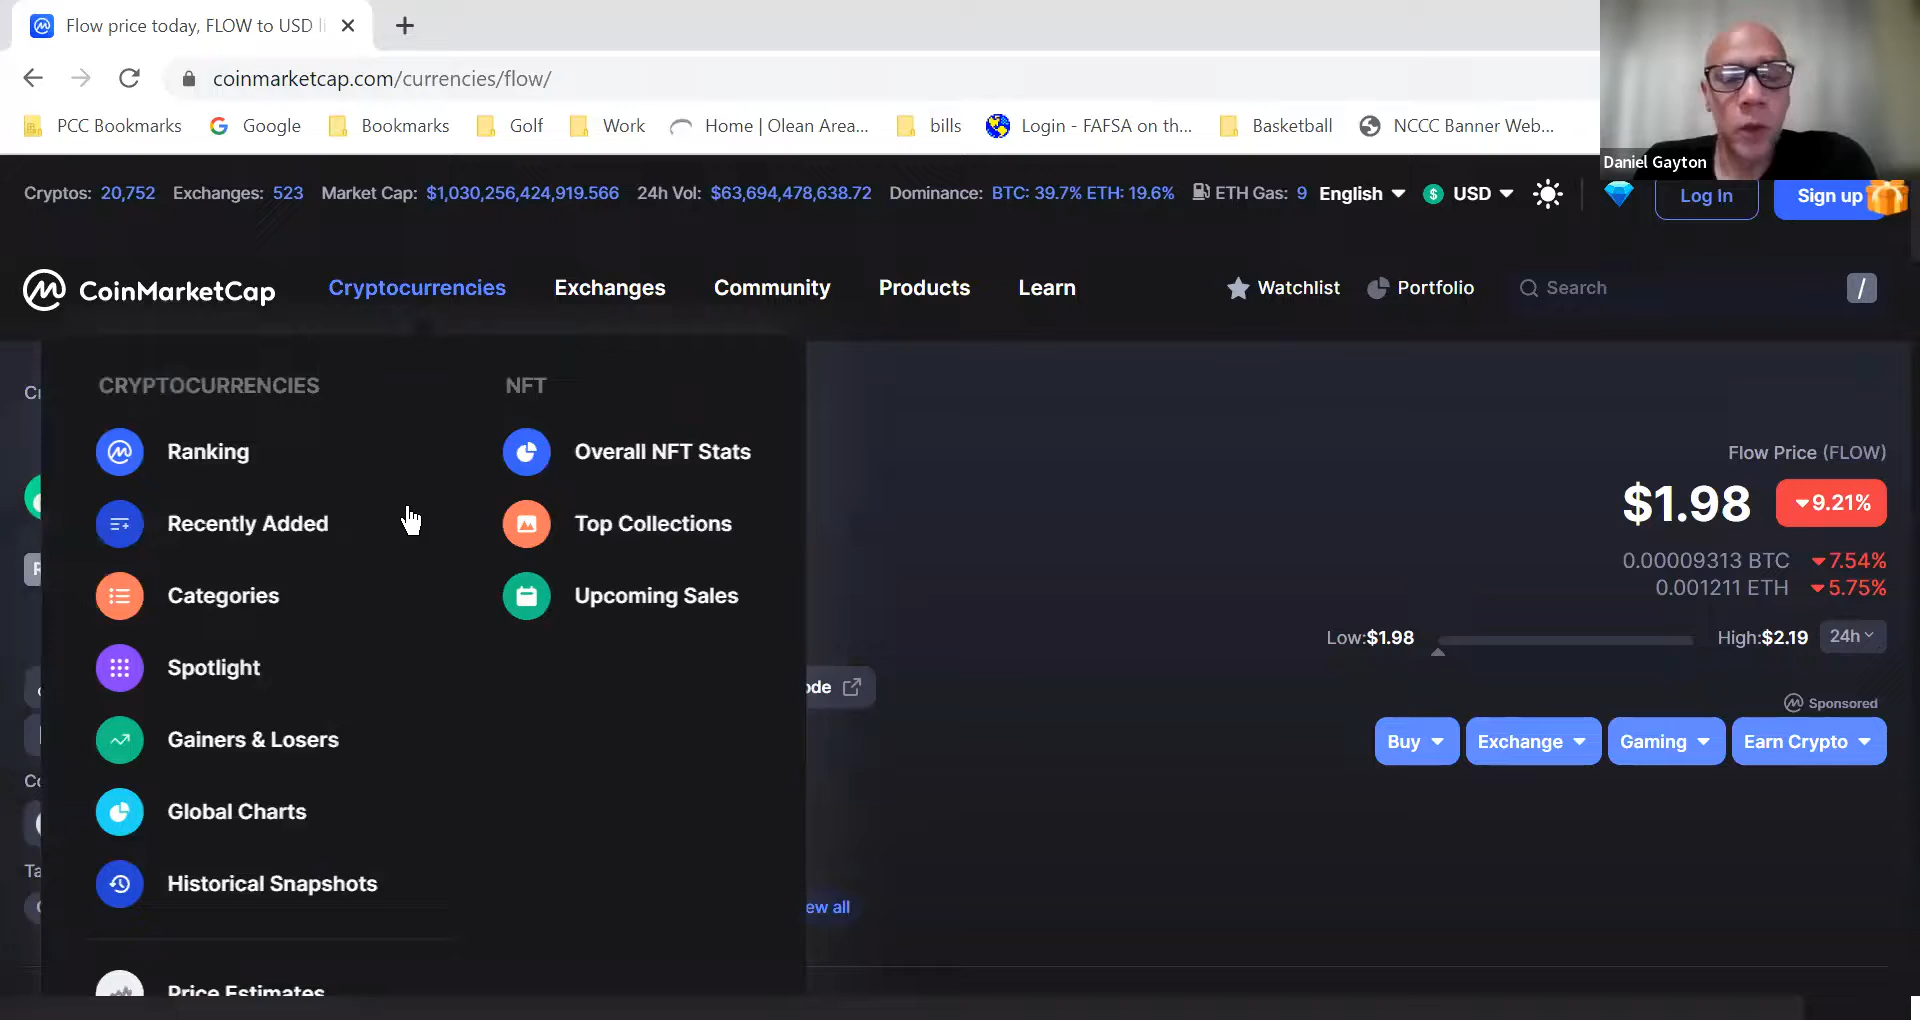 Flow price today, FLOW to USD li
coinmarketcap.com/currencies/flow/
PCC Bookmarks Google Bookmarks Golf Work Home | Olean Area... bills Login - FAFSA on th... Basketball NCCC Banner Web...
Daniel Gayton
Cryptos: 20,752 Exchanges: 523 Market Cap: $1,030,256,424,919.566 24h Vol: $63,694,478,638.72 Dominance: BTC: 39.7% ETH: 19.6% ETH Gas: 9 English USD Log In Sign up
CoinMarketCap Cryptocurrencies Exchanges Community Products Learn Watchlist Portfolio Search /
CRYPTOCURRENCIES NFT
Ranking Overall NFT Stats
Recently Added Top Collections
Categories Upcoming Sales
Spotlight
Gainers & Losers
Global Charts
Historical Snapshots
Price Estimates
Flow Price (FLOW)
$1.98 9.21%
0.00009313 BTC 7.54%
0.001211 ETH 5.75%
Low:$1.98 High:$2.19 24h
Sponsored
Buy Exchange Gaming Earn Crypto